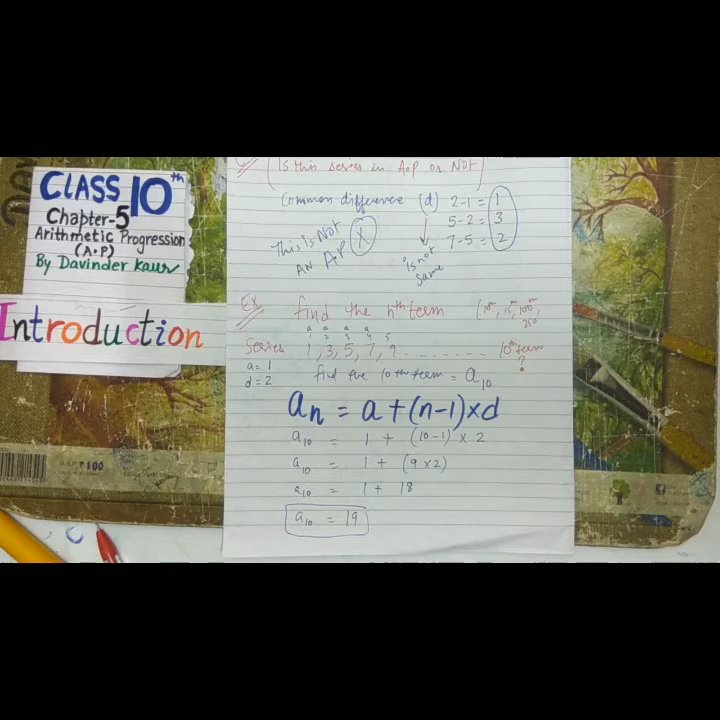 CLASS 10th
Chapter-5
Arithmetic Progression
(A.P)
By Davinder Kaur
Introduction
(Is this series in A.P or NOT)
Common difference (d) 2-1 = 1
5-2 = 3
7-5 = 2
This is Not
AN A.P X
is not
same
Ex find the nth term (10th, 15th, 100th,
250
a1 a2 a3 a4 5
Series 1, 3, 5, 7, 9 ........... 10th term
?
a = 1
d = 2
find the 10th term = a10
an = a + (n-1) x d
a10 = 1 + (10-1) x 2
a10 = 1 + (9 x 2)
a10 = 1 + 18
a10 = 19
₹100